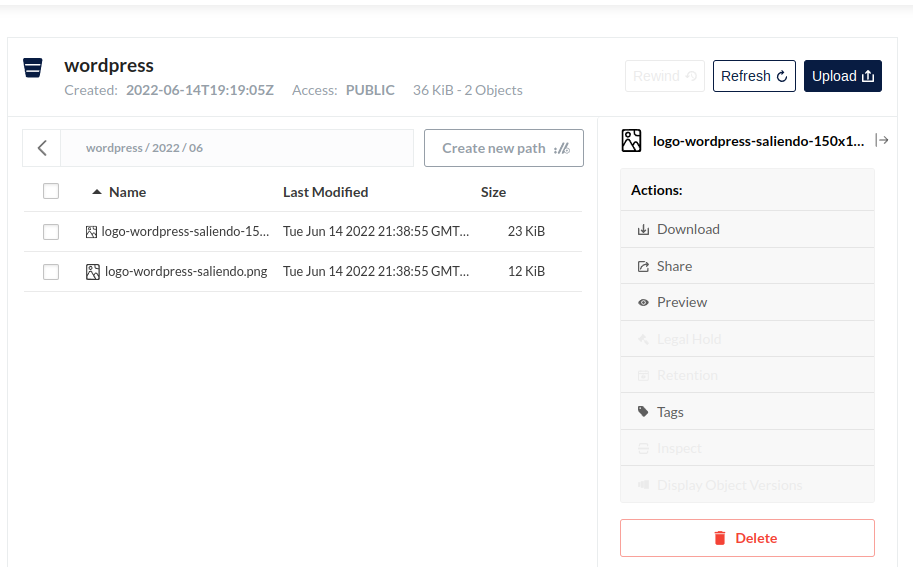 wordpress
Created: 2022-06-14T19:19:05Z Access: PUBLIC 36 KiB - 2 Objects
Rewind Refresh Upload
wordpress / 2022 / 06
Create new path
logo-wordpress-saliendo-150x1...
Name Last Modified Size
logo-wordpress-saliendo-15... Tue Jun 14 2022 21:38:55 GMT... 23 KiB
logo-wordpress-saliendo.png Tue Jun 14 2022 21:38:55 GMT... 12 KiB
Actions:
Download
Share
Preview
Legal Hold
Retention
Tags
Inspect
Display Object Versions
Delete